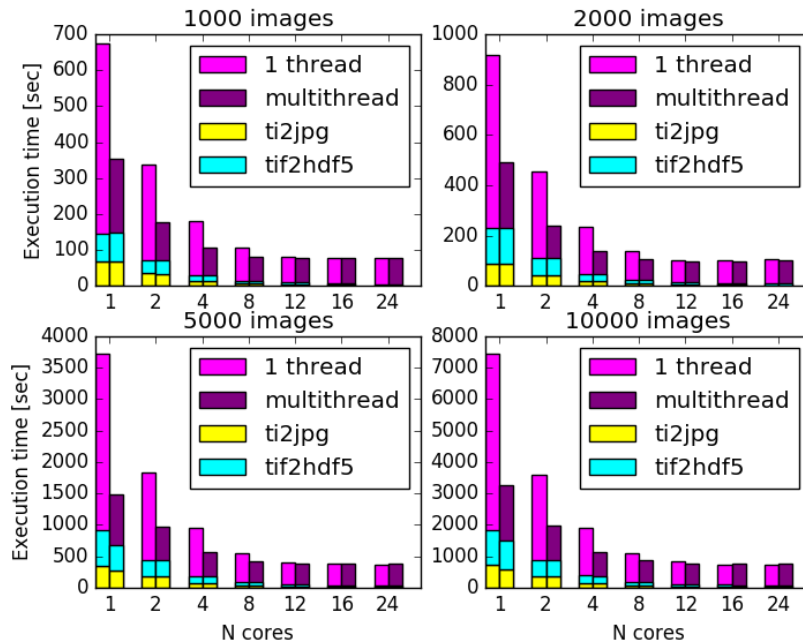 1000 images
Execution time [sec]
700
600
500
400
300
200
100
0
1 thread
multithread
ti2jpg
tif2hdf5
1 2 4 8 12 16 24
2000 images
1000
800
600
400
200
0
1 thread
multithread
ti2jpg
tif2hdf5
1 2 4 8 12 16 24
5000 images
Execution time [sec]
4000
3500
3000
2500
2000
1500
1000
500
0
1 thread
multithread
ti2jpg
tif2hdf5
1 2 4 8 12 16 24
N cores
10000 images
8000
7000
6000
5000
4000
3000
2000
1000
0
1 thread
multithread
ti2jpg
tif2hdf5
1 2 4 8 12 16 24
N cores